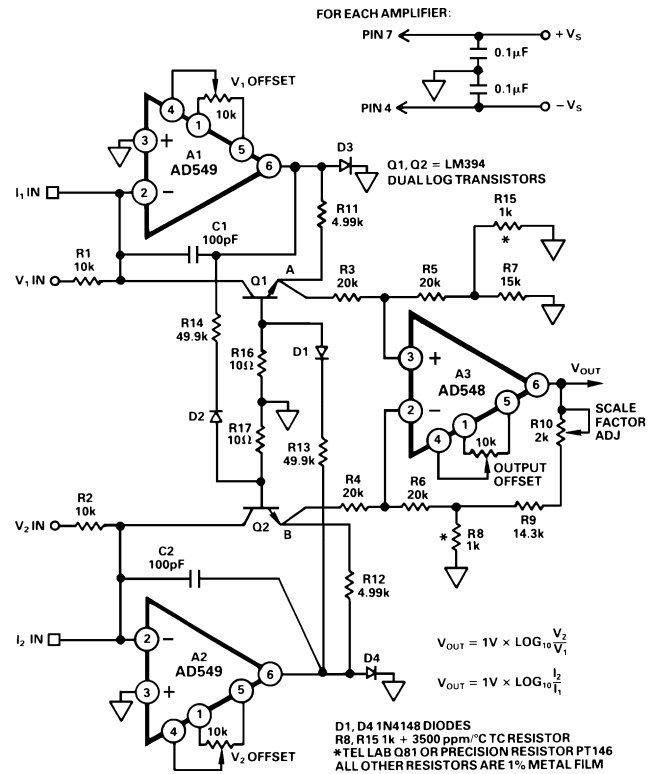 FOR EACH AMPLIFIER:
PIN 7
+ VS
0.1µF
0.1µF
PIN 4
− VS
V1 OFFSET
10k
4
1
5
3
+
A1
AD549
6
2
−
I1 IN
D3
Q1, Q2 = LM394
DUAL LOG TRANSISTORS
R11
4.99k
R15
1k
*
C1
100pF
R1
10k
V1 IN
Q1
A
R3
20k
R5
20k
R7
15k
R14
49.9k
R16
10Ω
D1
3
+
A3
AD548
6
VOUT
2
−
5
1
4
10k
OUTPUT
OFFSET
R10
2k
SCALE
FACTOR
ADJ
D2
R17
10Ω
R13
49.9k
R4
20k
R6
20k
R9
14.3k
R2
10k
V2 IN
Q2
B
*
R8
1k
C2
100pF
R12
4.99k
I2 IN
2
−
A2
AD549
6
D4
3
+
5
1
4
10k
V2 OFFSET
VOUT = 1V × LOG10 V2/V1
VOUT = 1V × LOG10 I2/I1
D1, D4 1N4148 DIODES
R8, R15 1k + 3500 ppm/°C TC RESISTOR
*TEL LAB Q81 OR PRECISION RESISTOR PT146
ALL OTHER RESISTORS ARE 1% METAL FILM